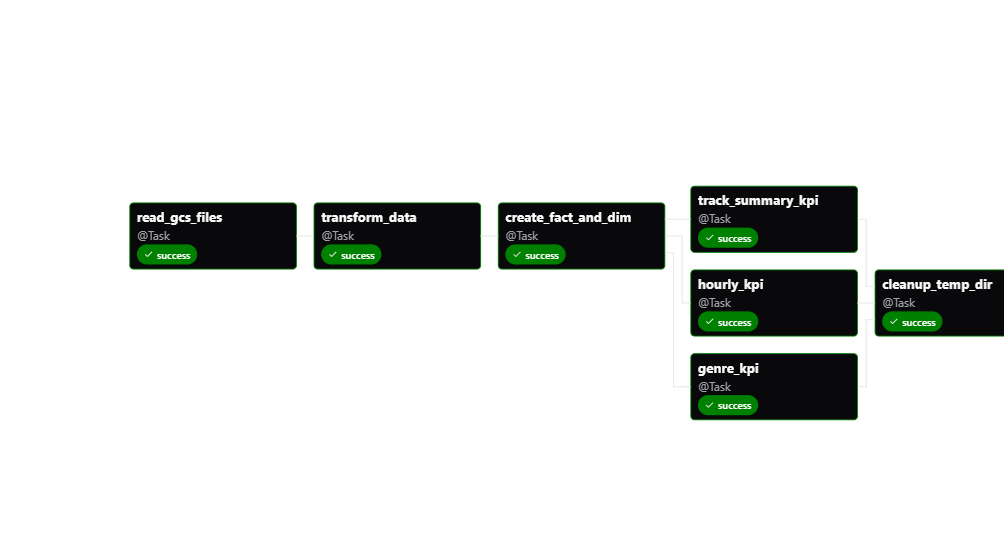 read_gcs_files
@Task
success
transform_data
@Task
success
create_fact_and_dim
@Task
success
track_summary_kpi
@Task
success
hourly_kpi
@Task
success
genre_kpi
@Task
success
cleanup_temp_dir
@Task
success